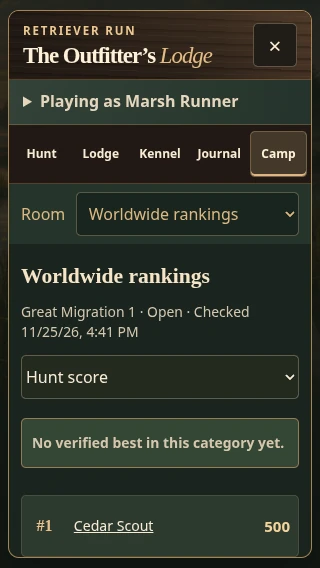 RETRIEVER RUN
The Outfitter's Lodge
×
▶ Playing as Marsh Runner
Hunt Lodge Kennel Journal Camp
Room Worldwide rankings
Worldwide rankings
Great Migration 1 · Open · Checked
11/25/26, 4:41 PM
Hunt score
No verified best in this category yet.
#1 Cedar Scout 500